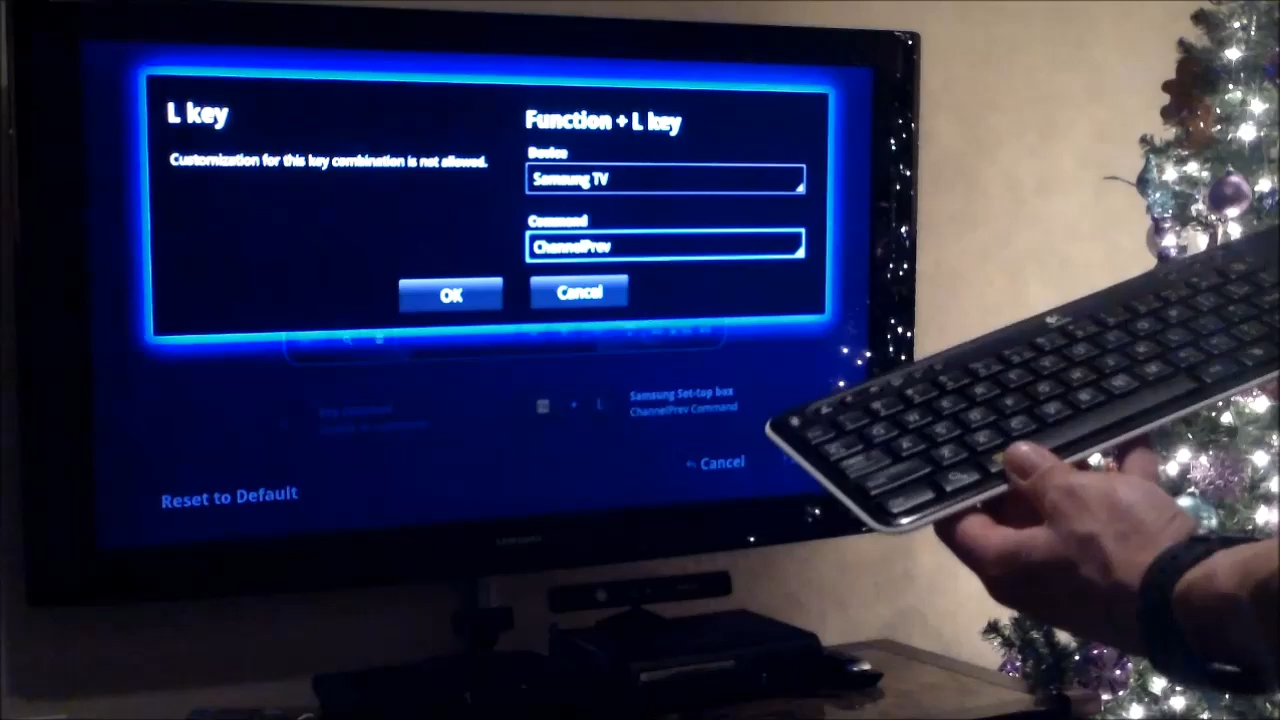 L key
Customization for this key combination is not allowed.
Function + L key
Device
Samsung TV
Command
ChannelPrev
OK
Cancel
L
Samsung Set-top box
ChannelPrev Command
Cancel
Reset to Default
SAMSUNG